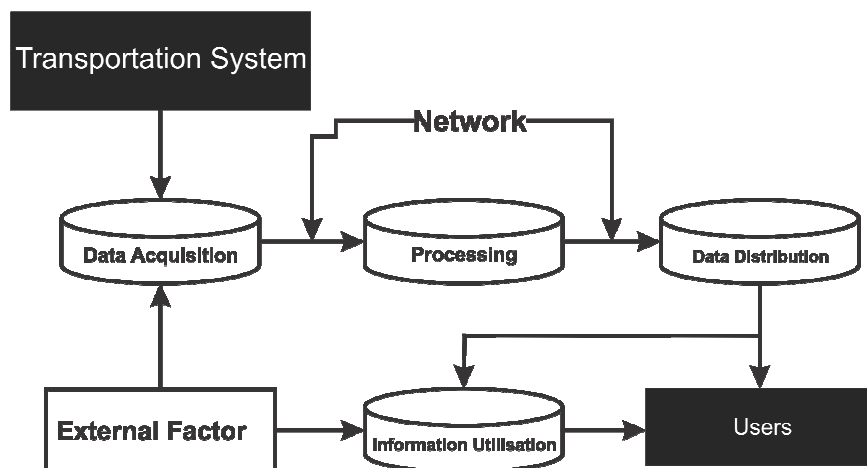 Transportation System
Network
Data Acquisition
Processing
Data Distribution
External Factor
Information Utilisation
Users